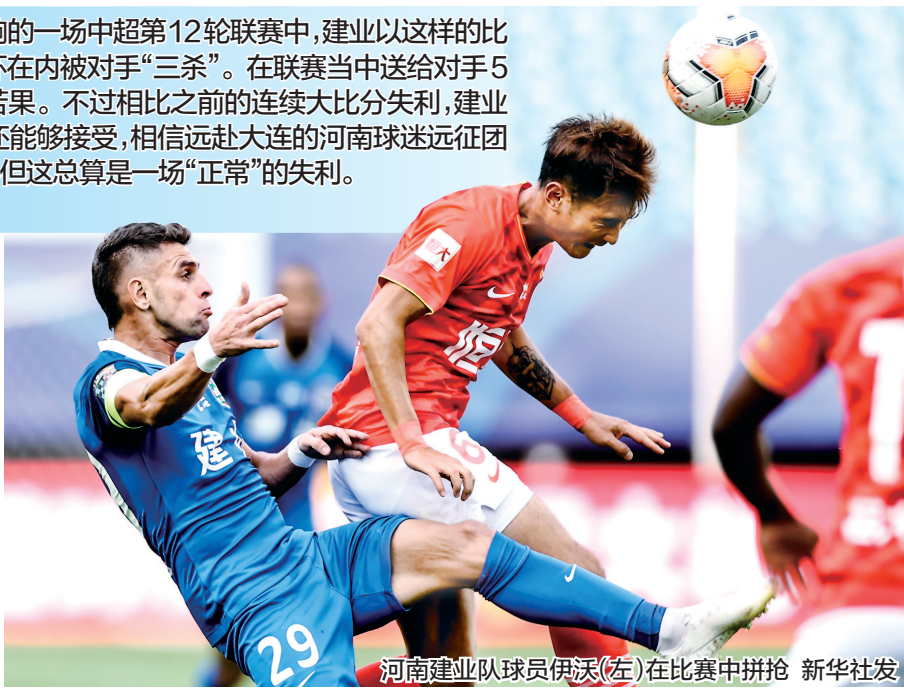 的一场中超第12轮联赛中,建业以这样的比
不在内被对手“三杀”。在联赛当中送给对手5
苦果。不过相比之前的连续大比分失利,建业
还能够接受,相信远赴大连的河南球迷远征团
但这总算是一场“正常”的失利。
恒大
恒
建
6
29
1
河南建业队球员伊沃(左)在比赛中拼抢 新华社发